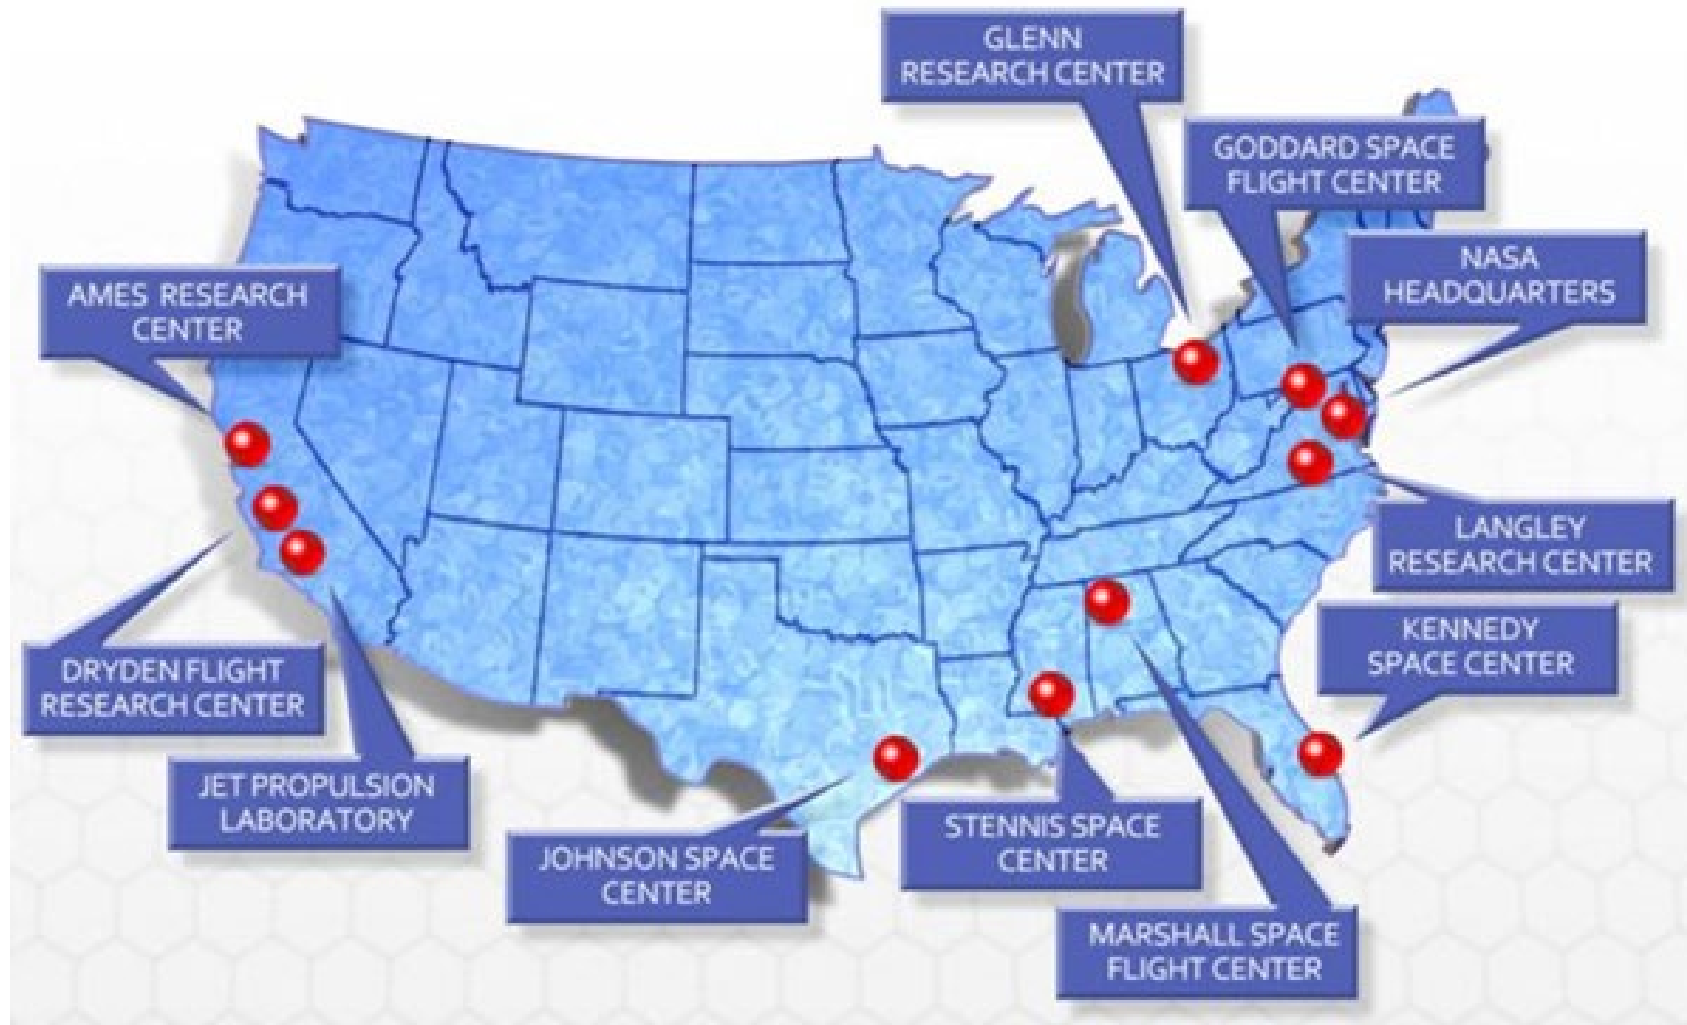 GLENN
RESEARCH CENTER
GODDARD SPACE
FLIGHT CENTER
NASA
HEADQUARTERS
AMES RESEARCH
CENTER
LANGLEY
RESEARCH CENTER
KENNEDY
SPACE CENTER
DRYDEN FLIGHT
RESEARCH CENTER
JET PROPULSION
LABORATORY
JOHNSON SPACE
CENTER
STENNIS SPACE
CENTER
MARSHALL SPACE
FLIGHT CENTER